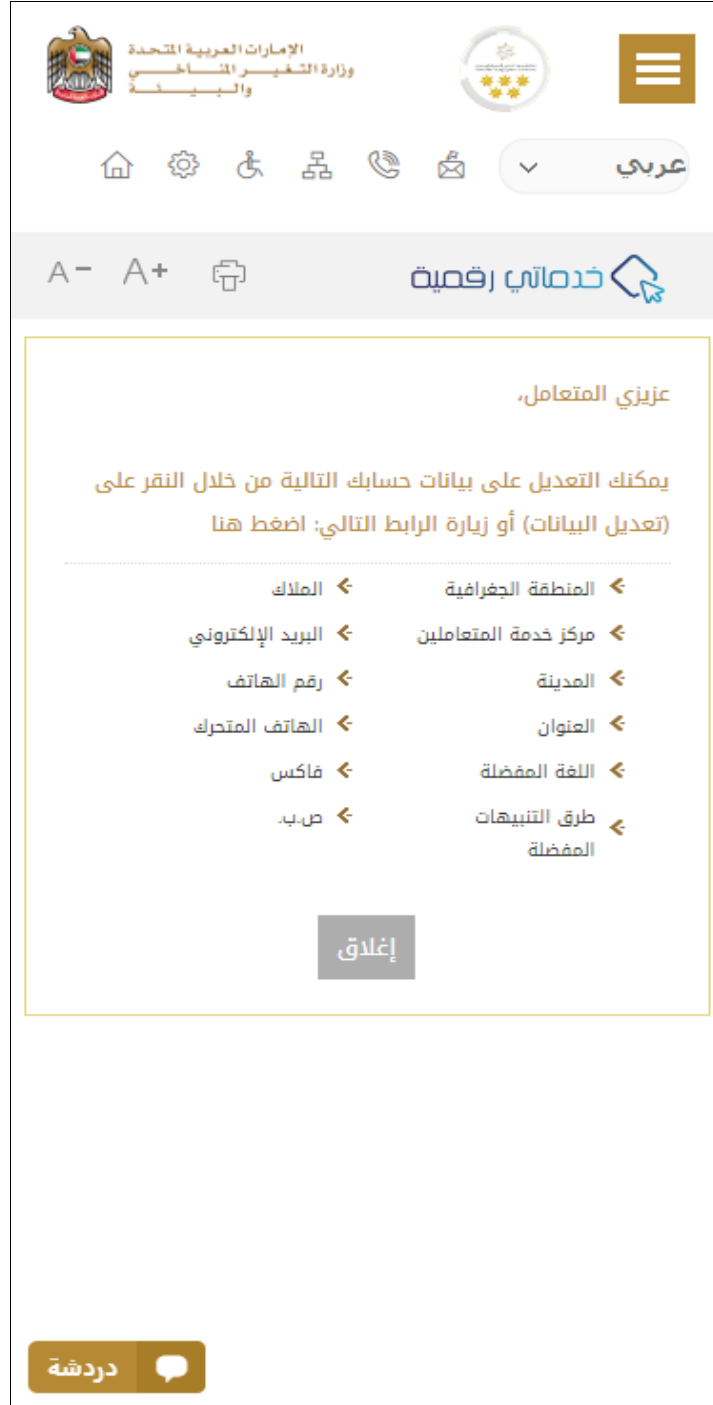 الإمارات العربية المتحدة
وزارة التغير المناخي
والبيئة
عربي
A- A+
خدماتي رقمية
عزيزي المتعامل،
يمكنك التعديل على بيانات حسابك التالية من خلال النقر على
(تعديل البيانات) أو زيارة الرابط التالي: اضغط هنا
المنطقة الجغرافية
مركز خدمة المتعاملين
المدينة
العنوان
اللغة المفضلة
طرق التنبيهات
المفضلة
الملاك
البريد الإلكتروني
رقم الهاتف
الهاتف المتحرك
فاكس
ص.ب.
إغلاق
دردشة